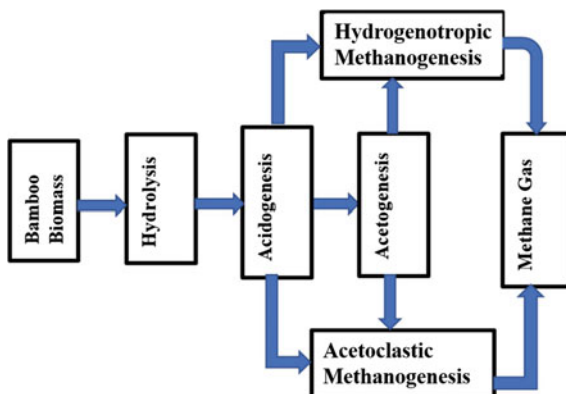 Hydrogenotropic
Methanogenesis
Bamboo
Biomass
Hydrolysis
Acidogenesis
Acetogenesis
Methane Gas
Acetoclastic
Methanogenesis